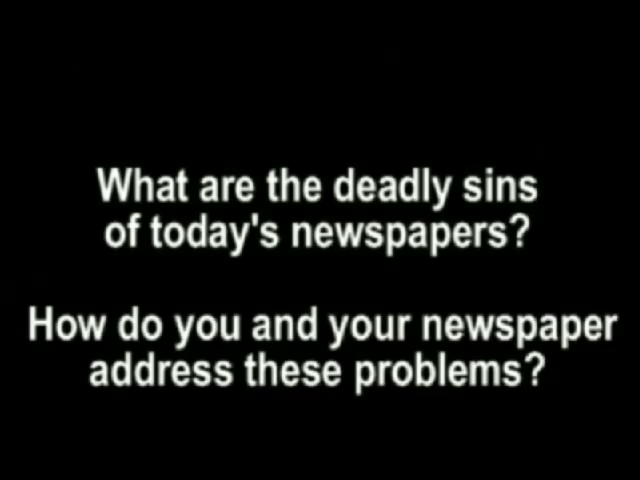 What are the deadly sins
of today's newspapers?
How do you and your newspaper
address these problems?